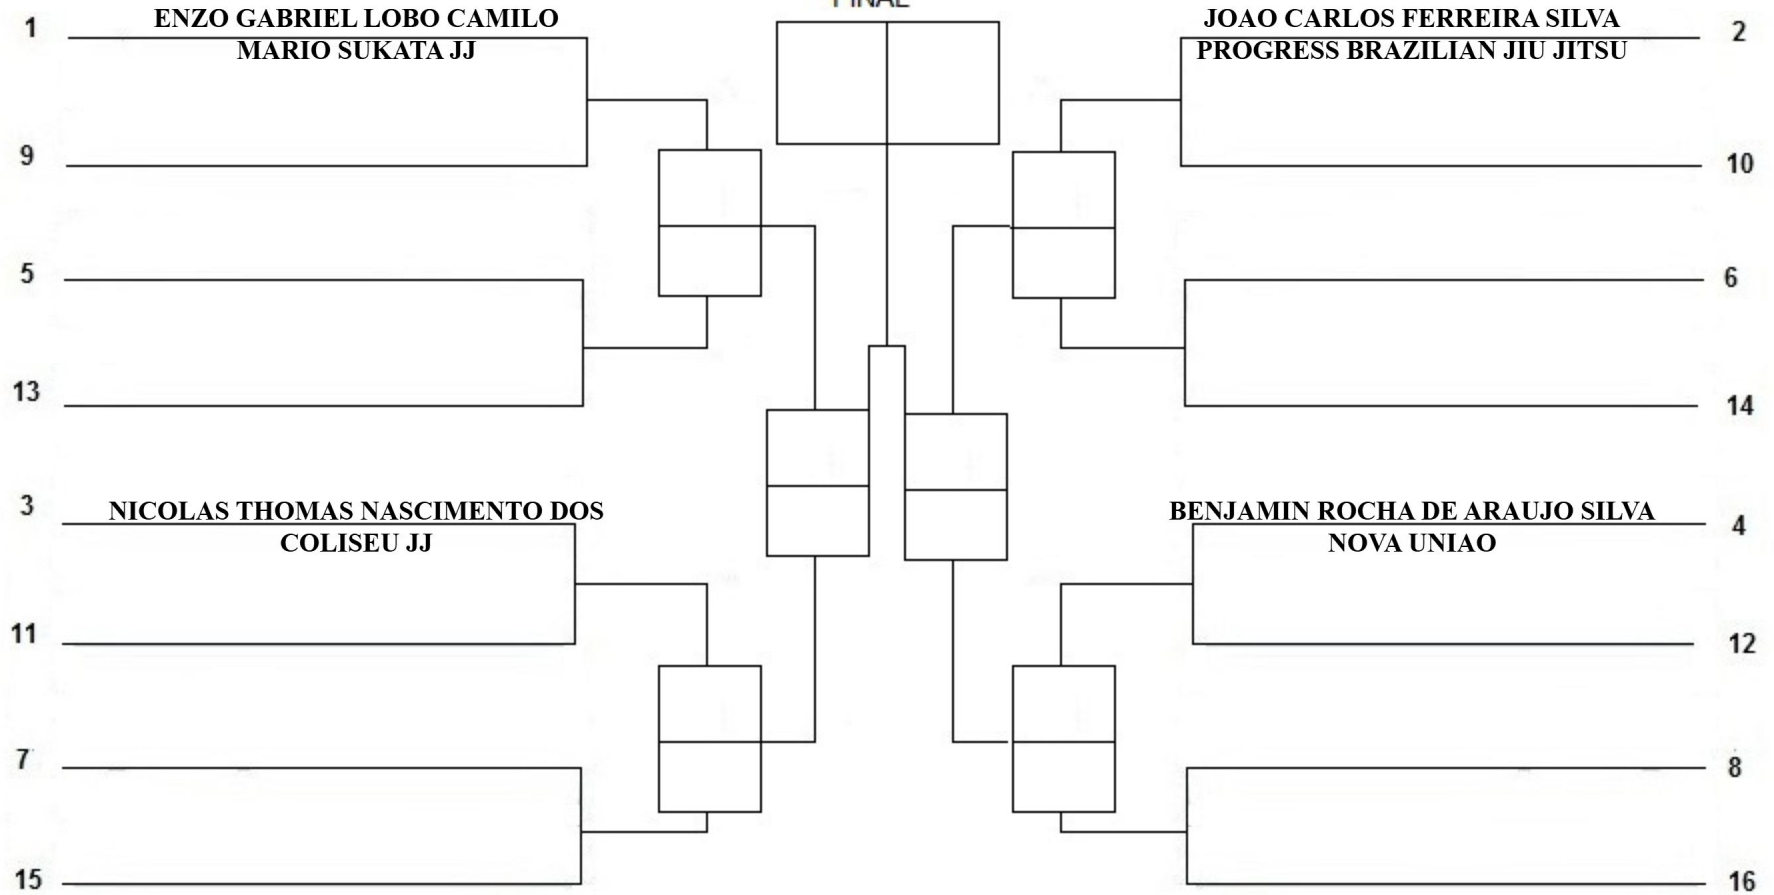 FINAL
1
ENZO GABRIEL LOBO CAMILO
MARIO SUKATA JJ
9
5
13
3
NICOLAS THOMAS NASCIMENTO DOS
COLISEU JJ
11
7
15
JOAO CARLOS FERREIRA SILVA
2
PROGRESS BRAZILIAN JIU JITSU
10
6
14
BENJAMIN ROCHA DE ARAUJO SILVA
4
NOVA UNIAO
12
8
16